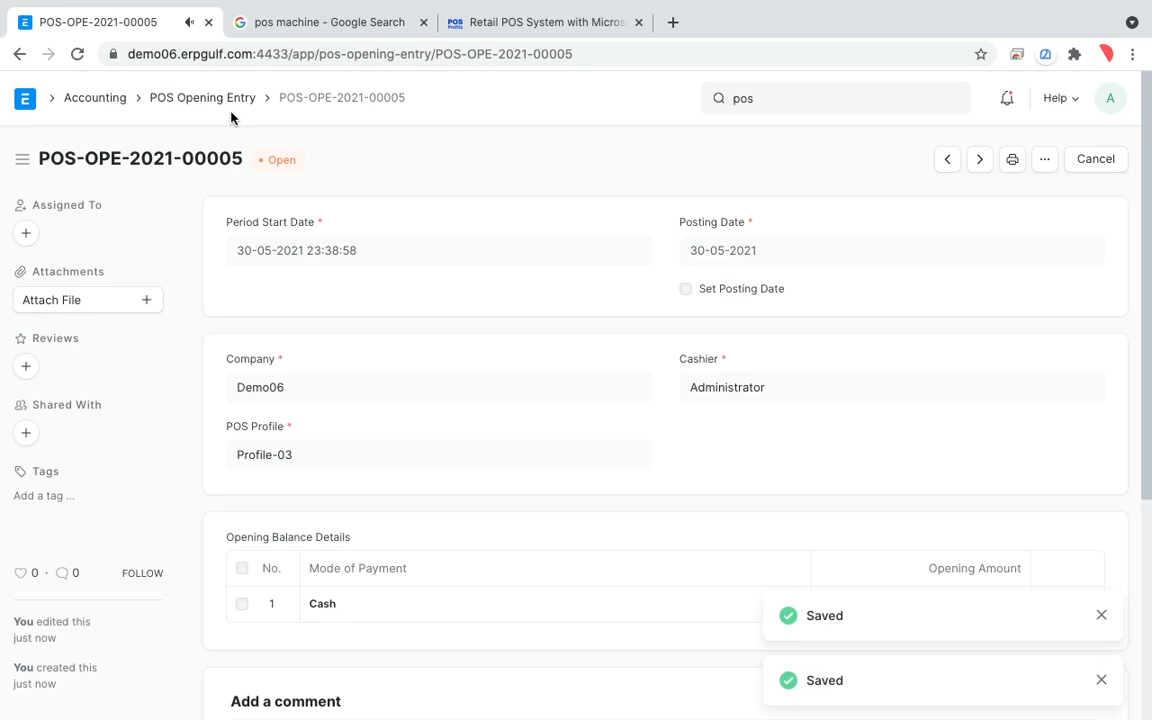 POS-OPE-2021-00005
pos machine - Google Search
POS Retail POS System with Micros
demo06.erpgulf.com:4433/app/pos-opening-entry/POS-OPE-2021-00005
E > Accounting > POS Opening Entry > POS-OPE-2021-00005
pos
Help
A
POS-OPE-2021-00005
• Open
Cancel
Assigned To
Attachments
Attach File
Reviews
Shared With
Tags
Add a tag ...
0 · 0 FOLLOW
You edited this
just now
You created this
just now
Period Start Date *
30-05-2021 23:38:58
Posting Date *
30-05-2021
Set Posting Date
Company *
Demo06
Cashier *
Administrator
POS Profile *
Profile-03
Opening Balance Details
No. Mode of Payment Opening Amount
1 Cash
Saved
Saved
Add a comment